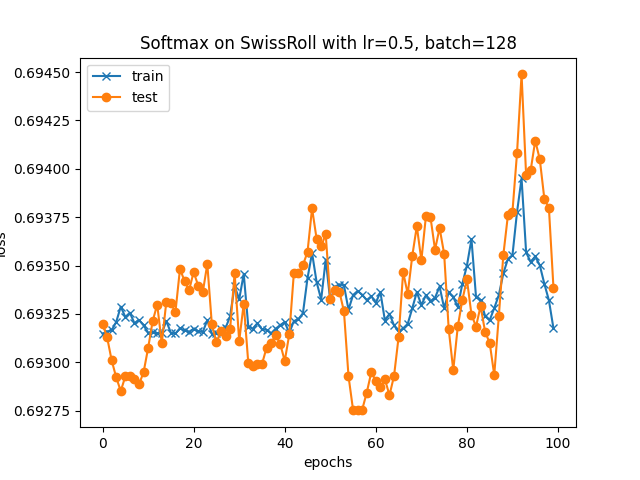 Softmax on SwissRoll with lr=0.5, batch=128
train
test
0.69450
0.69425
0.69400
0.69375
0.69350
0.69325
0.69300
0.69275
loss
0 20 40 60 80 100
epochs